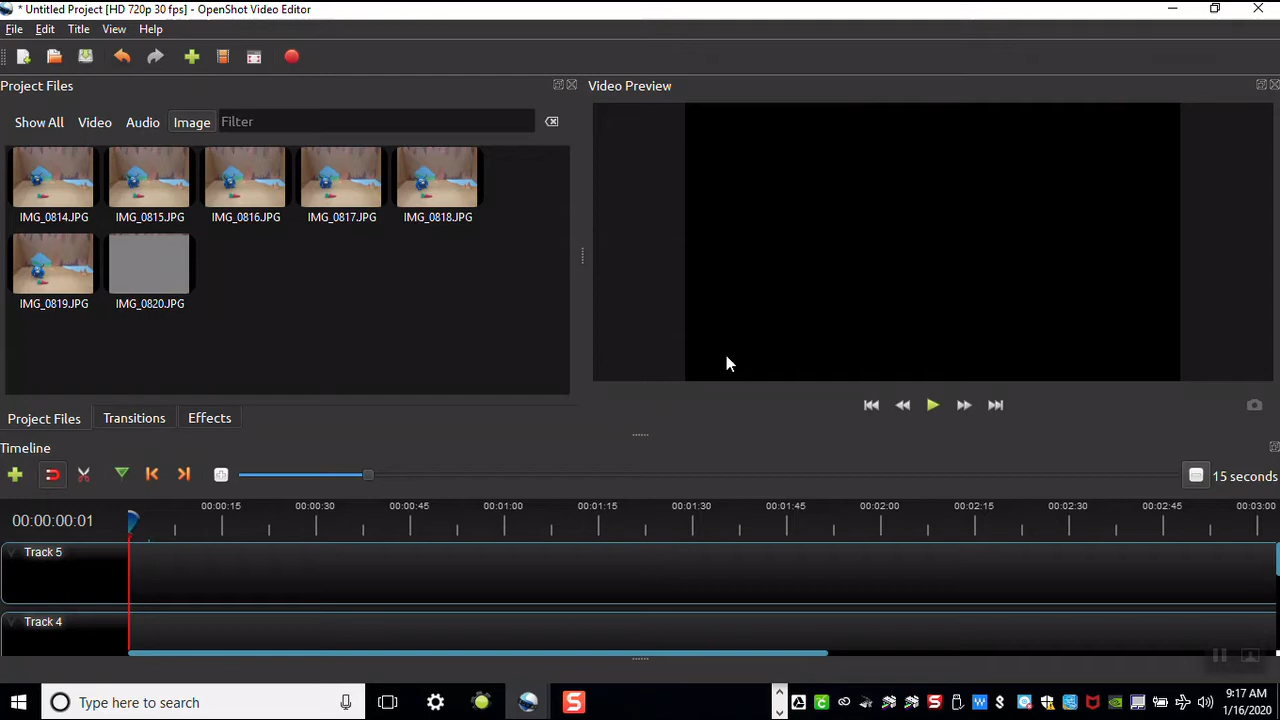 * Untitled Project [HD 720p 30 fps] - OpenShot Video Editor
File Edit Title View Help
Project Files
Video Preview
Show All Video Audio Image Filter
IMG_0814.JPG IMG_0815.JPG IMG_0816.JPG IMG_0817.JPG IMG_0818.JPG
IMG_0819.JPG IMG_0820.JPG
Project Files Transitions Effects
Timeline
15 seconds
00:00:00:01
00:00:15 00:00:30 00:00:45 00:01:00 00:01:15 00:01:30 00:01:45 00:02:00 00:02:15 00:02:30 00:02:45 00:03:00
Track 5
Track 4
Type here to search
9:17 AM
1/16/2020